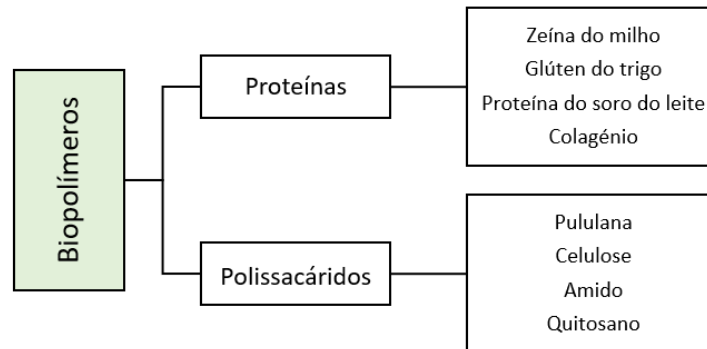 Biopolímeros
Proteínas
Zeína do milho
Glúten do trigo
Proteína do soro do leite
Colagénio
Polissacáridos
Pululana
Celulose
Amido
Quitosano